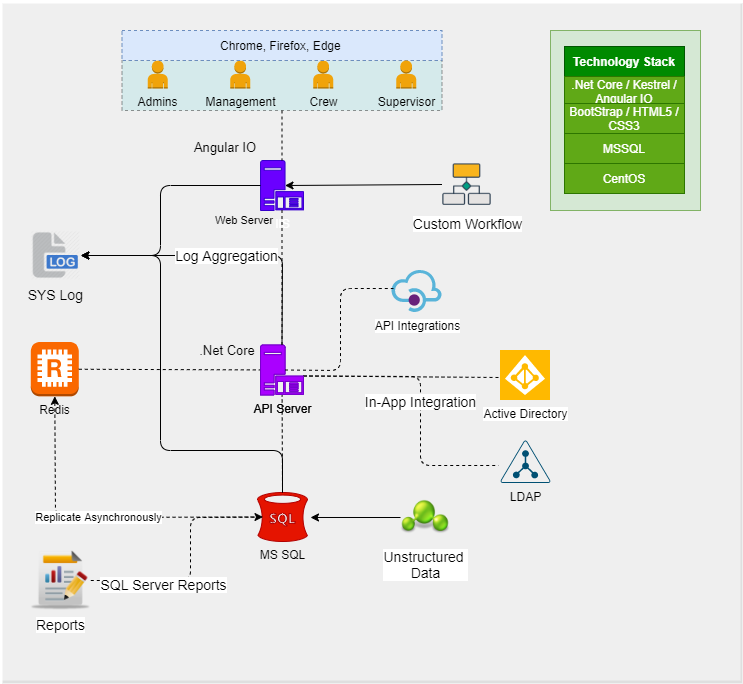 Chrome, Firefox, Edge
Admins
Management
Crew
Supervisor
Technology Stack
.Net Core / Kestrel /
Angular IO
BootStrap / HTML5 /
CSS3
MSSQL
CentOS
Angular IO
Web Server
Custom Workflow
Log Aggregation
LOG
SYS Log
API Integrations
.Net Core
R
Redis
API Server
In-App Integration
Active Directory
LDAP
Replicate Asynchronously
SQL
MS SQL
Unstructured
Data
SQL Server Reports
Reports